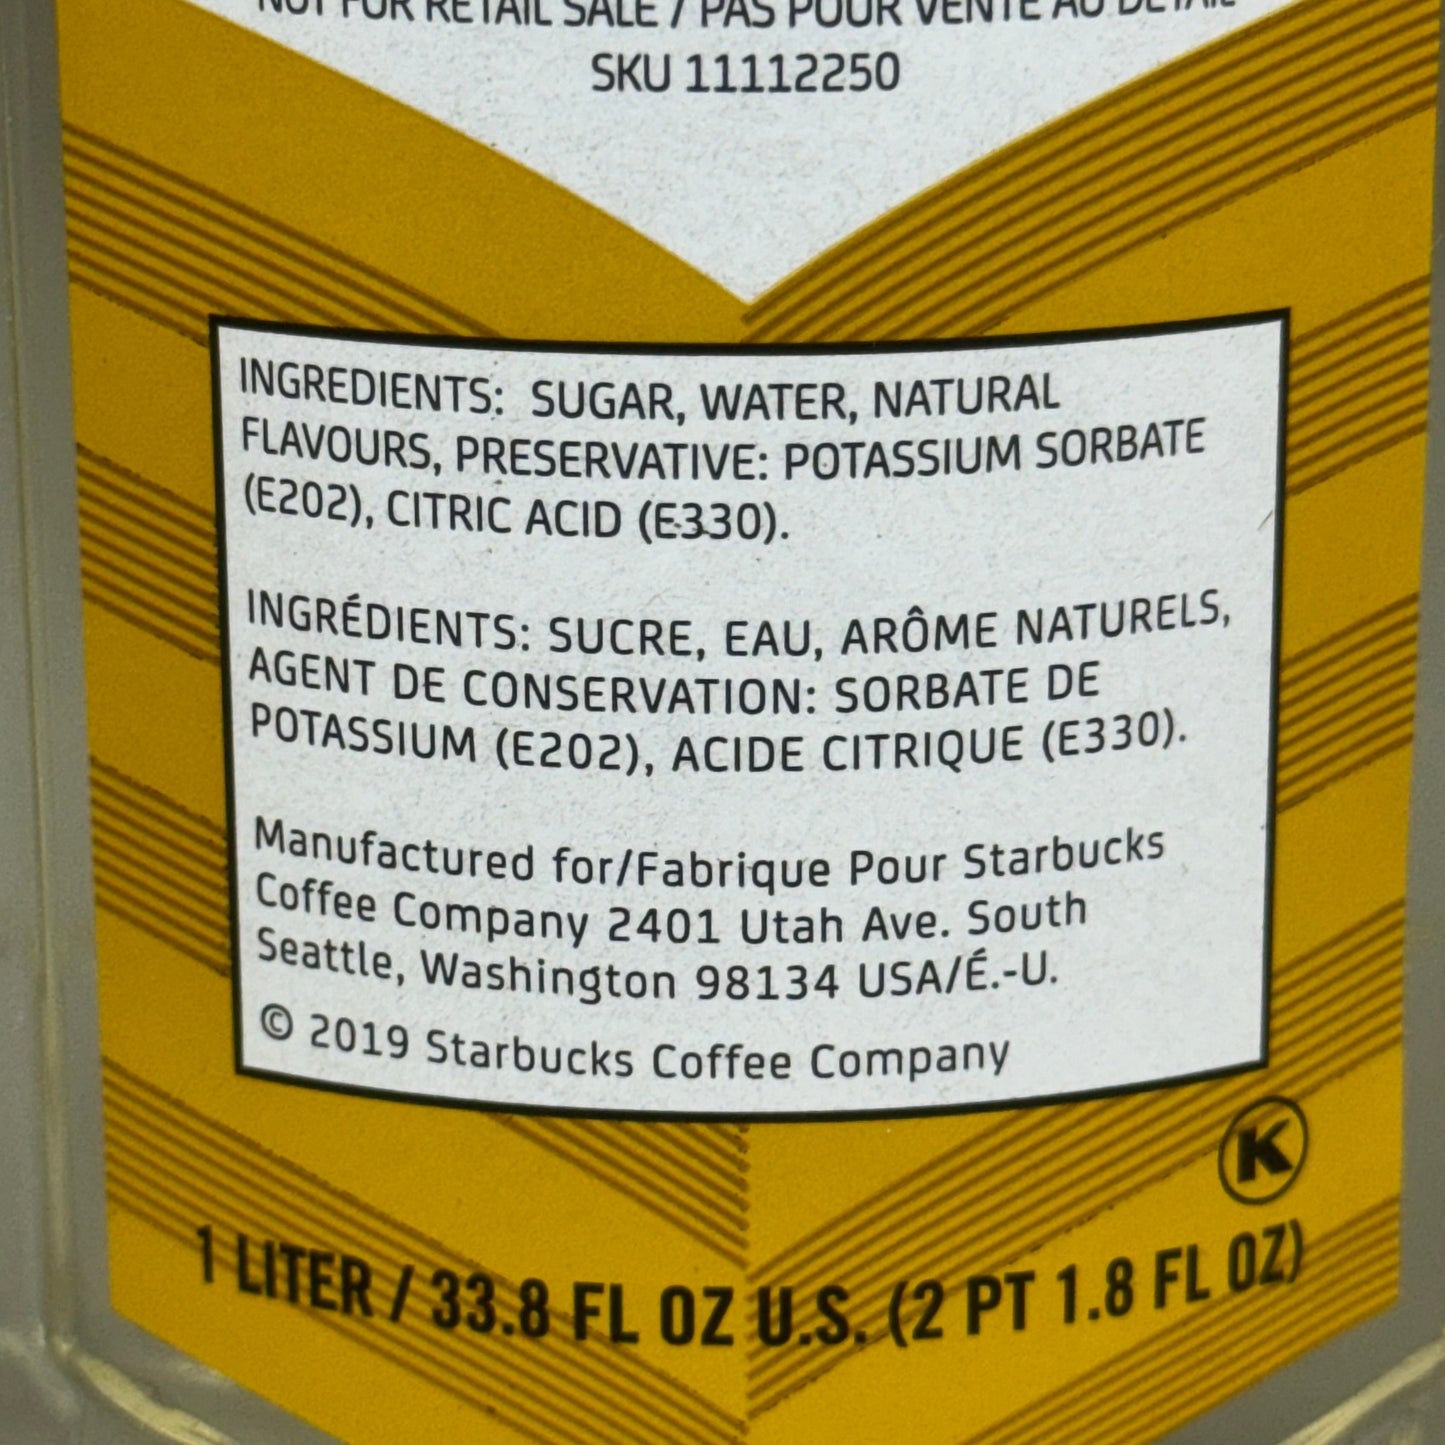 NOT FOR RETAIL SALE / PAS POUR VENTE AU DÉTAIL
SKU 11112250
INGREDIENTS: SUGAR, WATER, NATURAL
FLAVOURS, PRESERVATIVE: POTASSIUM SORBATE
(E202), CITRIC ACID (E330).
INGRÉDIENTS: SUCRE, EAU, ARÔME NATURELS,
AGENT DE CONSERVATION: SORBATE DE
POTASSIUM (E202), ACIDE CITRIQUE (E330).
Manufactured for/Fabrique Pour Starbucks
Coffee Company 2401 Utah Ave. South
Seattle, Washington 98134 USA/É.-U.
© 2019 Starbucks Coffee Company
K
1 LITER / 33.8 FL OZ U.S. (2 PT 1.8 FL OZ)